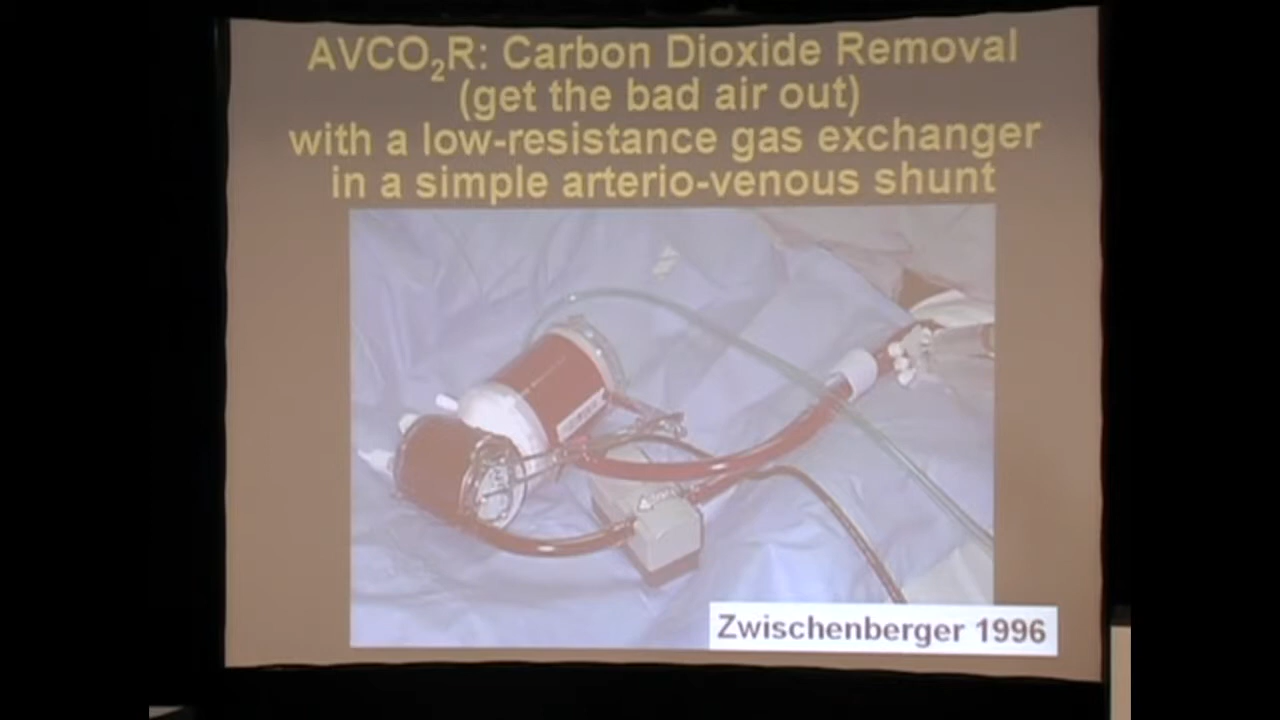 AVCO₂R: Carbon Dioxide Removal
(get the bad air out)
with a low-resistance gas exchanger
in a simple arterio-venous shunt
Zwischenberger 1996